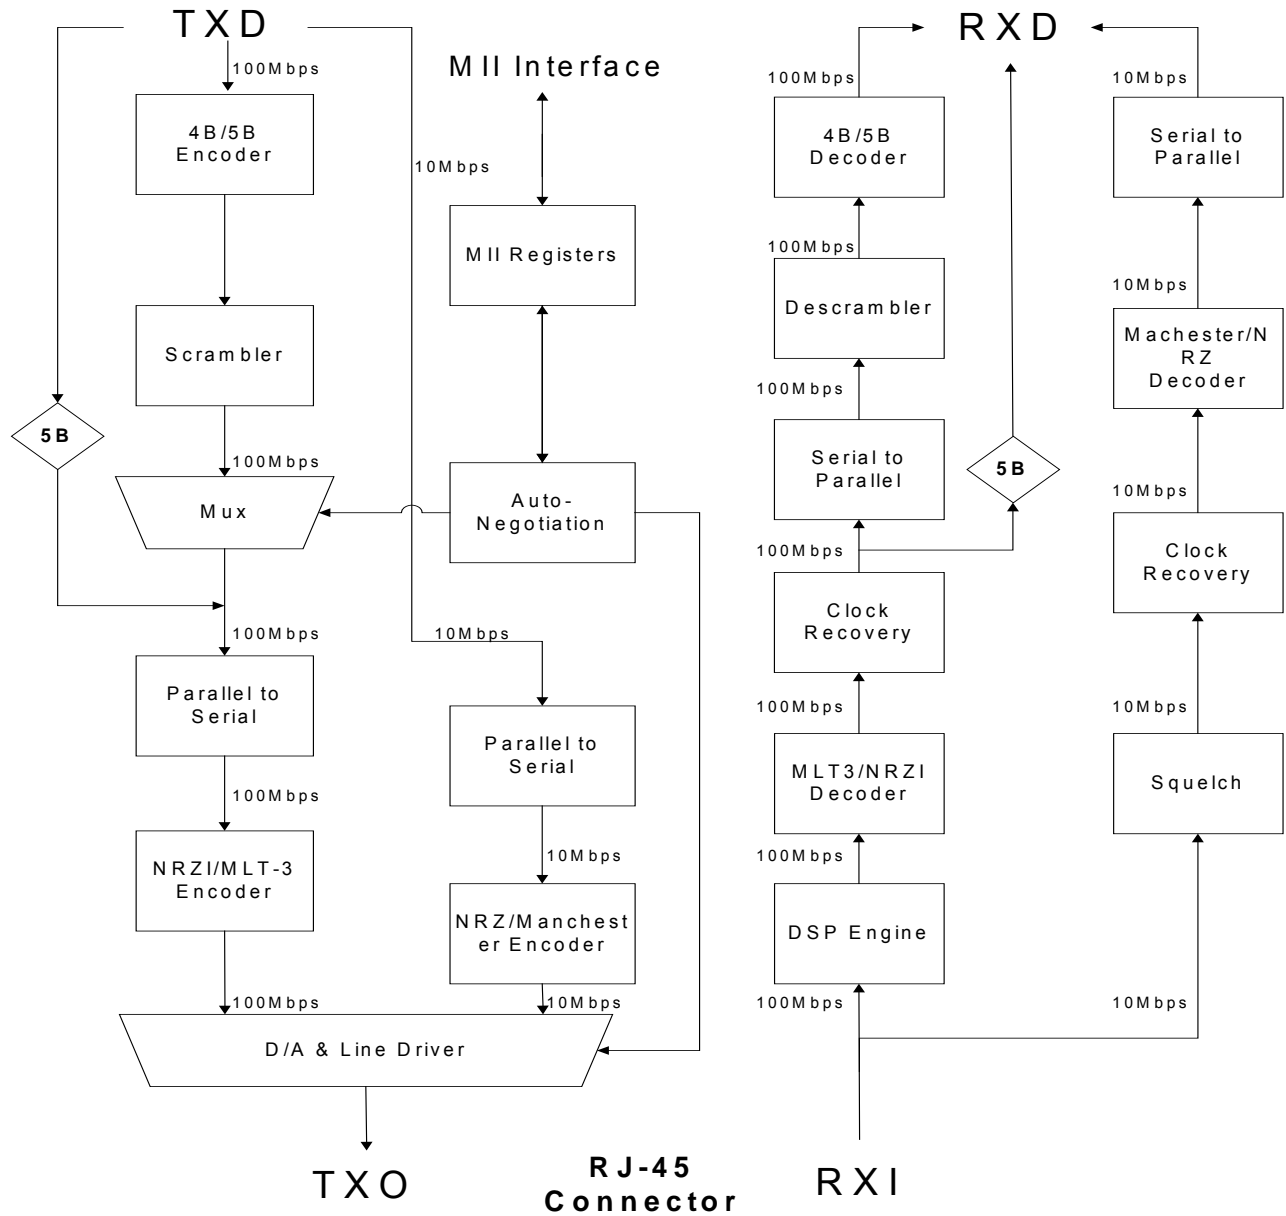 TXD
RXD
100Mbps
MII Interface
100Mbps
10Mbps
4B/5B
Encoder
10Mbps
4B/5B
Decoder
Serial to
Parallel
MII Registers
100Mbps
10Mbps
Descrambler
Scrambler
Machester/N
RZ
Decoder
100Mbps
5B
100Mbps
Serial to
Parallel
5B
10Mbps
Mux
Auto-
Negotiation
100Mbps
Clock
Recovery
Clock
Recovery
100Mbps
10Mbps
Parallel to
Serial
100Mbps
10Mbps
Parallel to
Serial
MLT3/NRZI
Decoder
Squelch
100Mbps
NRZI/MLT-3
Encoder
10Mbps
100Mbps
NRZ/Manchest
er Encoder
DSP Engine
100Mbps
10Mbps
100Mbps
10Mbps
D/A & Line Driver
TXO
RJ-45
Connector
RXI